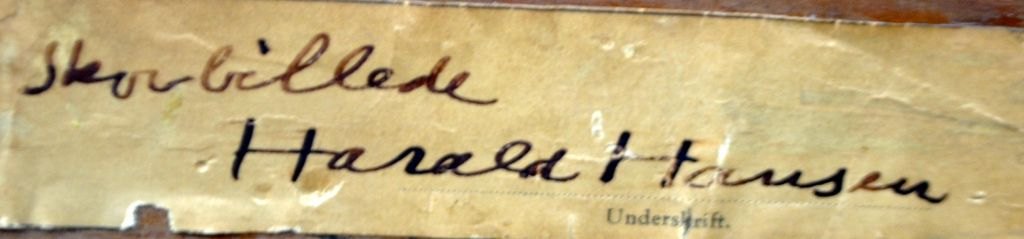 Skovbillede
Harald Hansen
Underskrift.